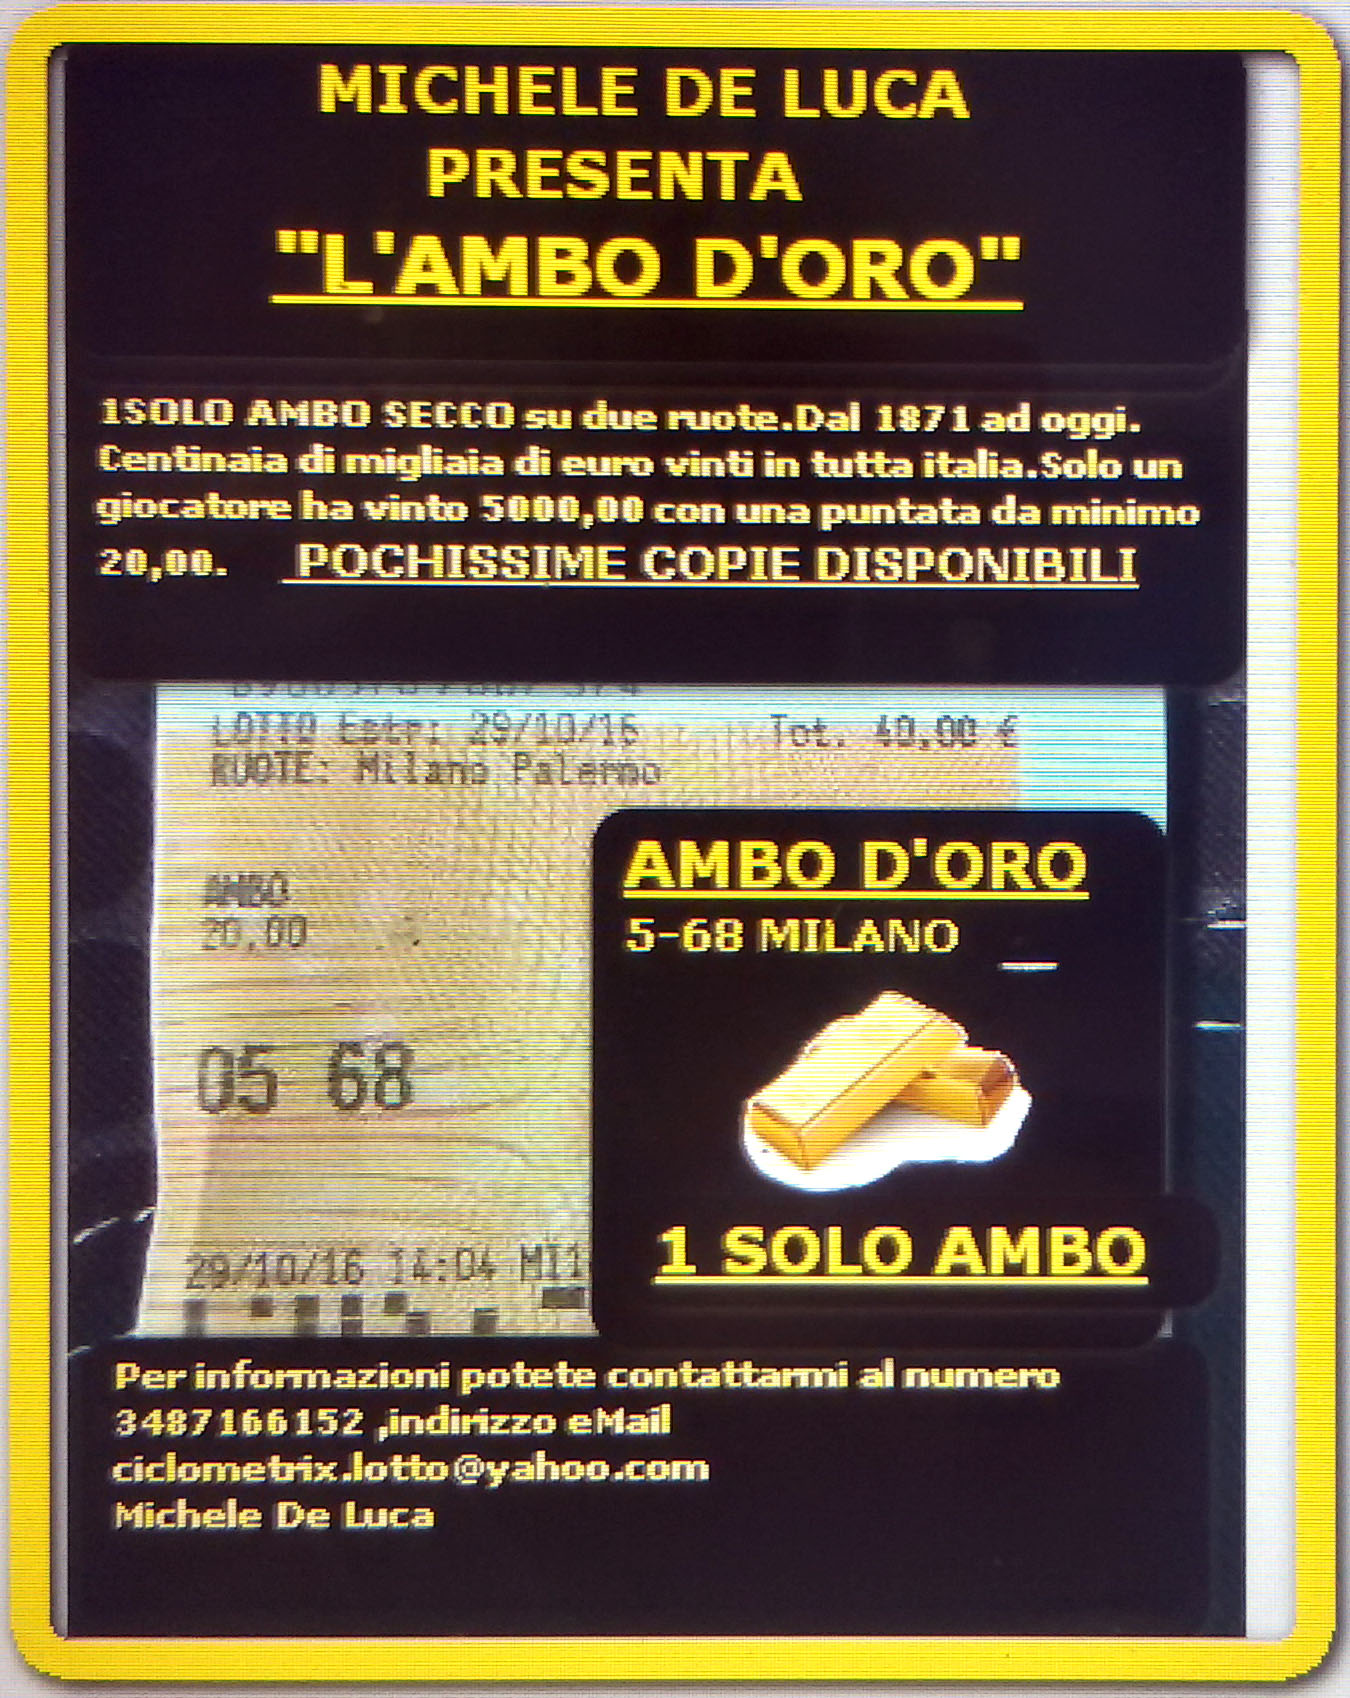 MICHELE DE LUCA
PRESENTA
"L'AMBO D'ORO"
1SOLO AMBO SECCO su due ruote.Dal 1871 ad oggi.
Centinaia di migliaia di euro vinti in tutta italia.Solo un
giocatore ha vinto 5000,00 con una puntata da minimo
20,00. POCHISSIME COPIE DISPONIBILI
LOTTO Estr: 29/10/16 Tot. 40,00 €
RUOTE: Milano Palermo
AMBO
20,00
05 68
29/10/16 14:04 MI1
AMBO D'ORO
5-68 MILANO
1 SOLO AMBO
Per informazioni potete contattarmi al numero
3487166152 ,indirizzo eMail
ciclometrix.lotto@yahoo.com
Michele De Luca